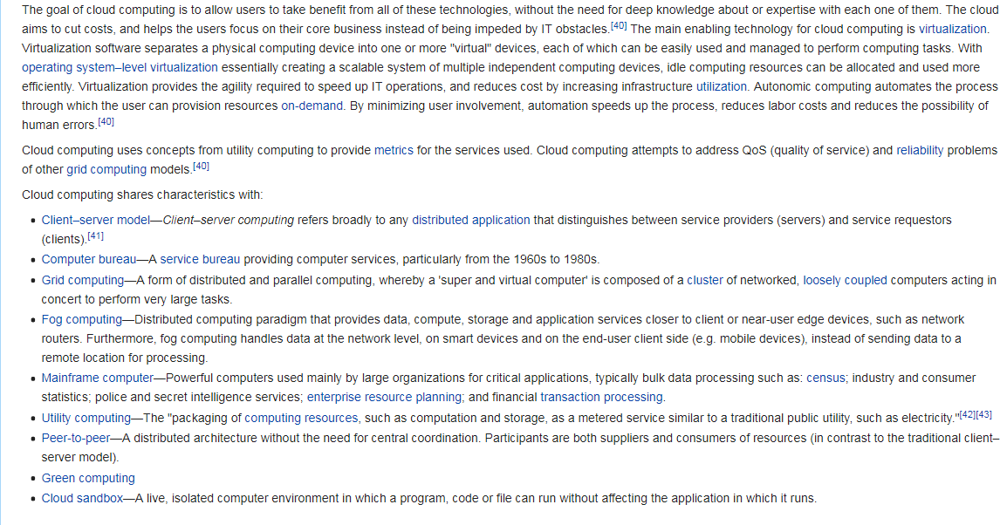 The goal of cloud computing is to allow users to take benefit from all of these technologies, without the need for deep knowledge about or expertise with each one of them. The cloud
aims to cut costs, and helps the users focus on their core business instead of being impeded by IT obstacles.[40] The main enabling technology for cloud computing is virtualization.
Virtualization software separates a physical computing device into one or more "virtual" devices, each of which can be easily used and managed to perform computing tasks. With
operating system–level virtualization essentially creating a scalable system of multiple independent computing devices, idle computing resources can be allocated and used more
efficiently. Virtualization provides the agility required to speed up IT operations, and reduces cost by increasing infrastructure utilization. Autonomic computing automates the process
through which the user can provision resources on-demand. By minimizing user involvement, automation speeds up the process, reduces labor costs and reduces the possibility of
human errors.[40]
Cloud computing uses concepts from utility computing to provide metrics for the services used. Cloud computing attempts to address QoS (quality of service) and reliability problems
of other grid computing models.[40]
Cloud computing shares characteristics with:
• Client–server model—Client–server computing refers broadly to any distributed application that distinguishes between service providers (servers) and service requestors
(clients).[41]
• Computer bureau—A service bureau providing computer services, particularly from the 1960s to 1980s.
• Grid computing—A form of distributed and parallel computing, whereby a 'super and virtual computer' is composed of a cluster of networked, loosely coupled computers acting in
concert to perform very large tasks.
• Fog computing—Distributed computing paradigm that provides data, compute, storage and application services closer to client or near-user edge devices, such as network
routers. Furthermore, fog computing handles data at the network level, on smart devices and on the end-user client side (e.g. mobile devices), instead of sending data to a
remote location for processing.
• Mainframe computer—Powerful computers used mainly by large organizations for critical applications, typically bulk data processing such as: census; industry and consumer
statistics; police and secret intelligence services; enterprise resource planning; and financial transaction processing.
• Utility computing—The "packaging of computing resources, such as computation and storage, as a metered service similar to a traditional public utility, such as electricity."[42][43]
• Peer-to-peer—A distributed architecture without the need for central coordination. Participants are both suppliers and consumers of resources (in contrast to the traditional client–
server model).
• Green computing
• Cloud sandbox—A live, isolated computer environment in which a program, code or file can run without affecting the application in which it runs.